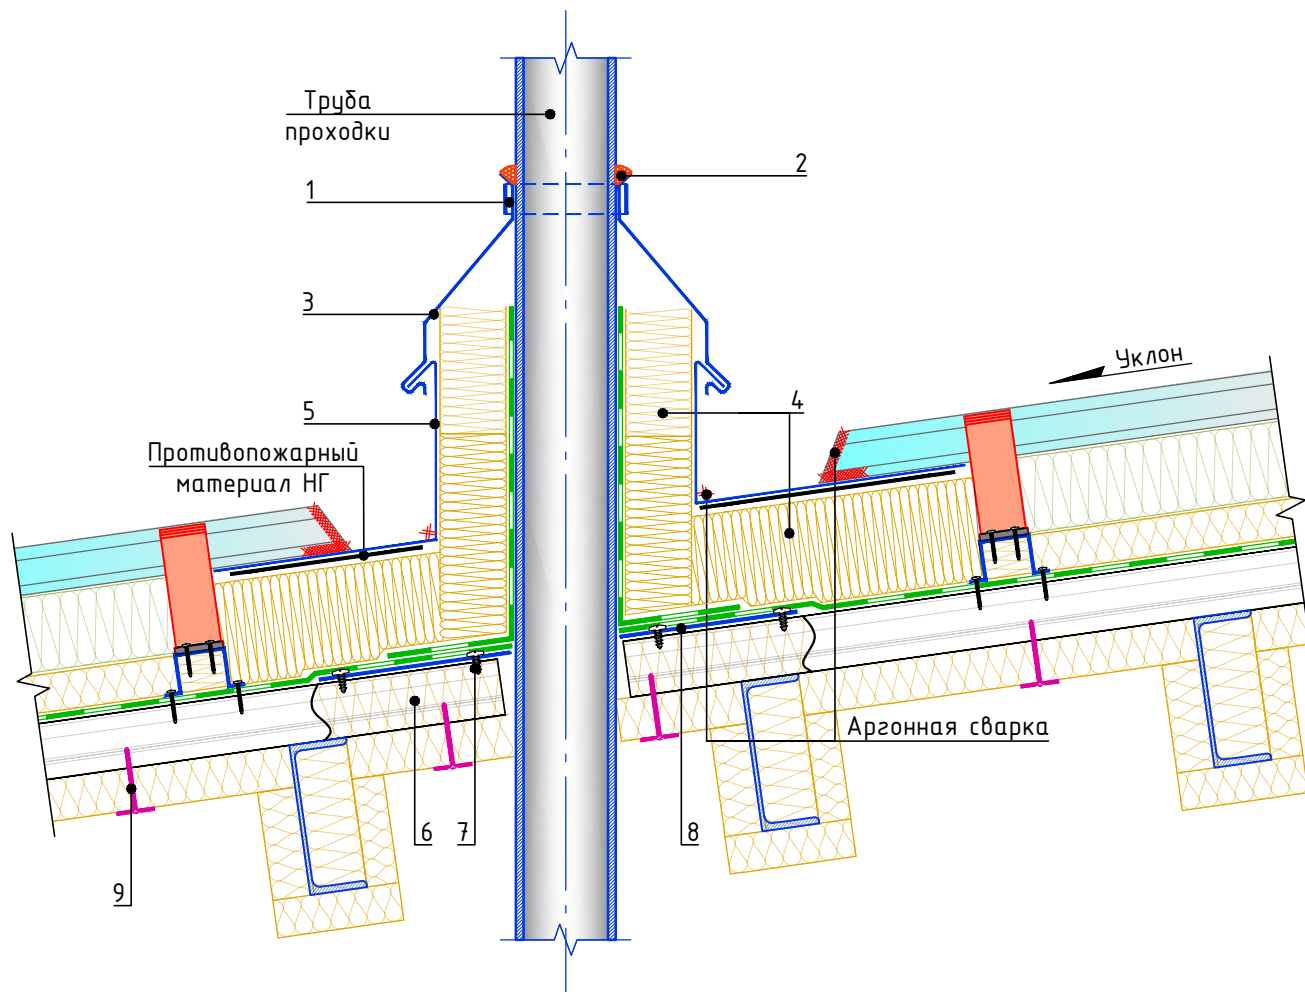 Труба
проходки
2
1
3
Уклон
4
5
Противопожарный
материал НГ
Аргонная сварка
6
7
8
9